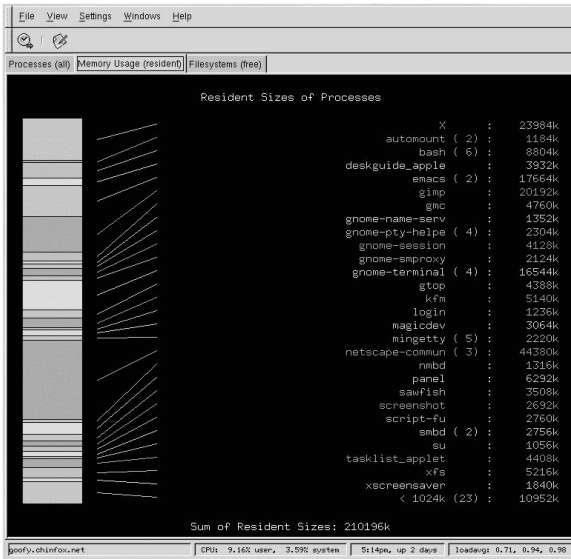 File View Settings Windows Help
Processes (all) Memory Usage (resident) Filesystems (free)
Resident Sizes of Processes
X : 23984k
automount ( 2) : 1184k
bash ( 6) : 8804k
deskguide_apple : 3932k
emacs ( 2) : 17664k
gimp : 20192k
gmc : 4760k
gnome-name-serv : 1352k
gnome-pty-helpe ( 4) : 2304k
gnome-session : 4128k
gnome-smproxy : 2124k
gnome-terminal ( 4) : 16544k
gtop : 4388k
kfm : 5140k
login : 1236k
magicdev : 3064k
mingetty ( 5) : 2220k
netscape-commun ( 3) : 44380k
nmbd : 1316k
panel : 6292k
sawfish : 3508k
screenshot : 2692k
script-fu : 2760k
smbd ( 2) : 2756k
su : 1056k
tasklist_applet : 4408k
xfs : 5216k
xscreensaver : 1840k
< 1024k (23) : 10952k
Sum of Resident Sizes: 210196k
goofy.chinfox.net CPU: 9.16% user, 3.59% system 5:14pm, up 2 days loadavg: 0.71, 0.94, 0.98